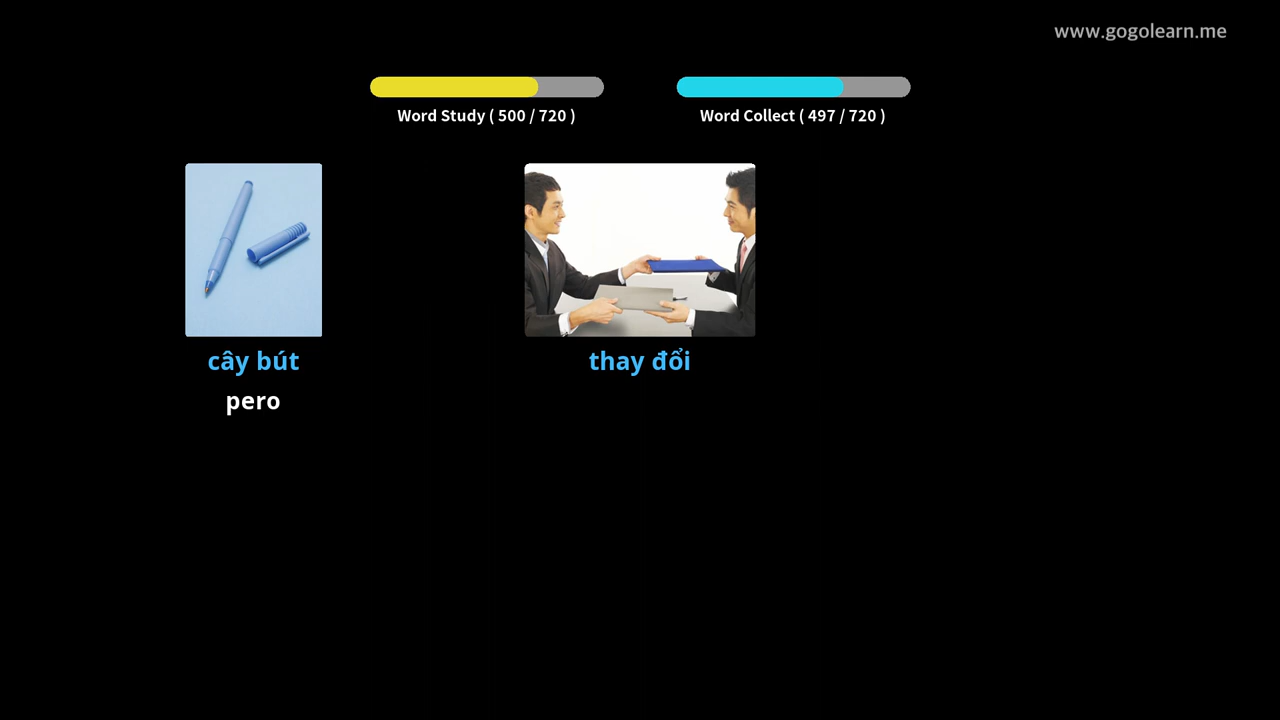 www.gogolearn.me
Word Study ( 500 / 720 )
Word Collect ( 497 / 720 )
cây bút
pero
thay đổi